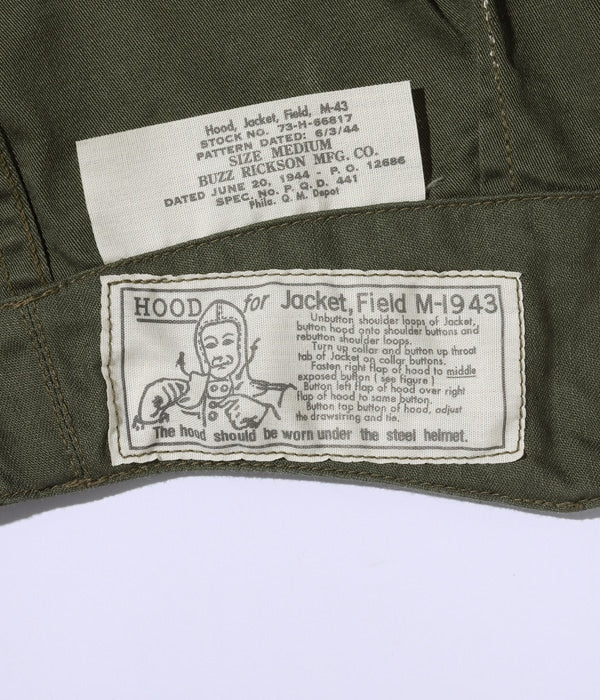 Hood, Jacket, Field, M-43
STOCK NO. 73-H-66817
PATTERN DATED: 6/3/44
SIZE MEDIUM
BUZZ RICKSON MFG. CO.
DATED JUNE 20, 1944 - P. O. 12686
SPEC. NO. P. Q. D. 441
Phila. Q. M. Depot
HOOD for Jacket, Field M-1943
Unbutton shoulder loops of Jacket,
button hood onto shoulder buttons and
rebutton shoulder loops.
Turn up collar and button up throat
tab of Jacket on collar buttons.
Fasten right flap of hood to middle
exposed button ( see figure )
Button left flap of hood over right
flap of hood to same button.
Button top button of hood, adjust
the drawstring and tie.
The hood should be worn under the steel helmet.